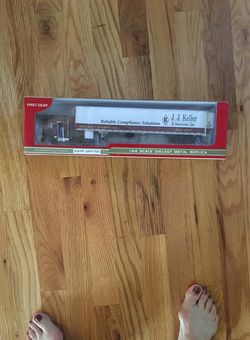 FIRST GEAR
J. J. Keller
& Associates, Inc.
Reliable Compliance Solutions
1:64 SCALE DIECAST METAL REPLICA